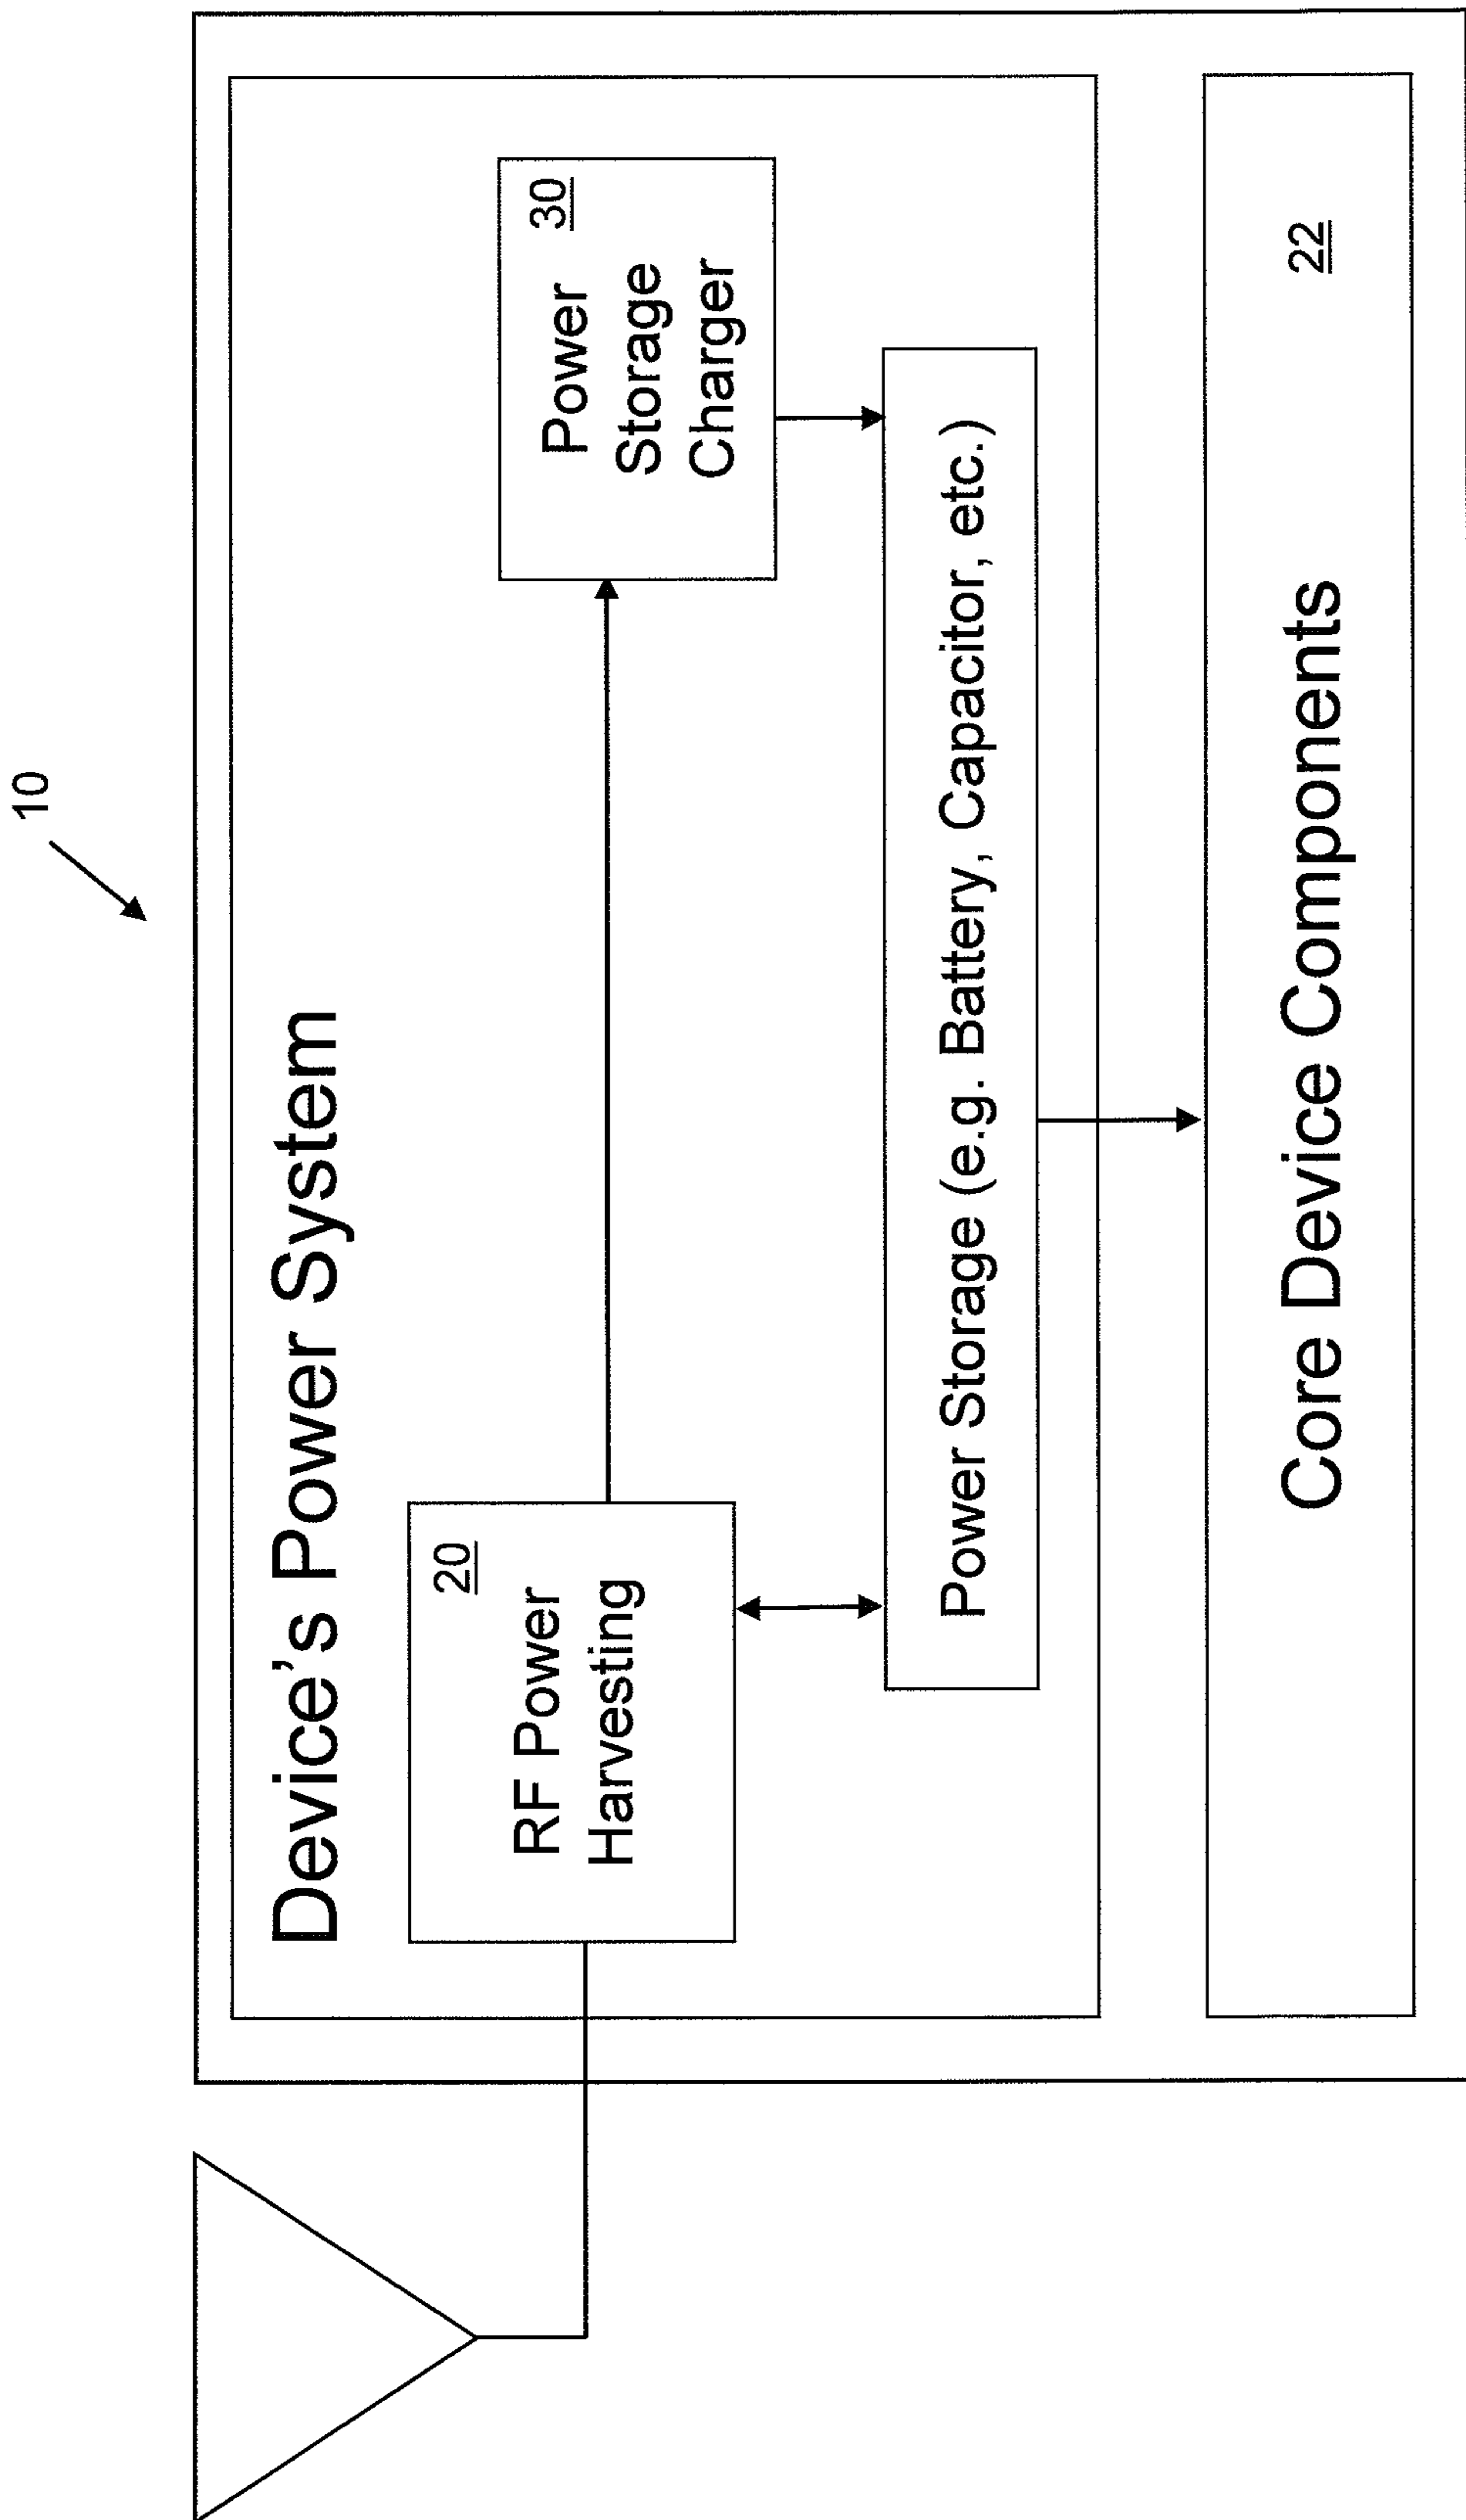 10
Device's Power System
20
RF Power
Harvesting
30
Power
Storage
Charger
Power Storage (e.g. Battery, Capacitor, etc.)
22
Core Device Components